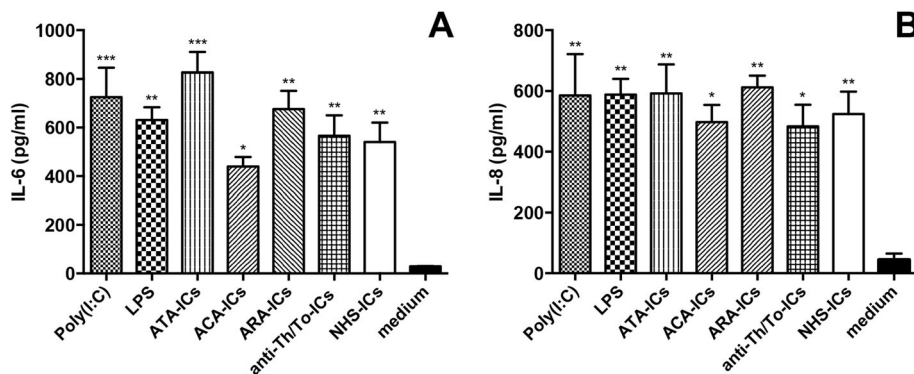 A
IL-6 (pg/ml)
1000
800
600
400
200
0
***
**
***
*
**
**
**
Poly(I:C)
LPS
ATA-ICs
ACA-ICs
ARA-ICs
anti-Th/To-ICs
NHS-ICs
medium
B
IL-8 (pg/ml)
800
600
400
200
0
**
**
**
*
**
*
**
Poly(I:C)
LPS
ATA-ICs
ACA-ICs
ARA-ICs
anti-Th/To-ICs
NHS-ICs
medium